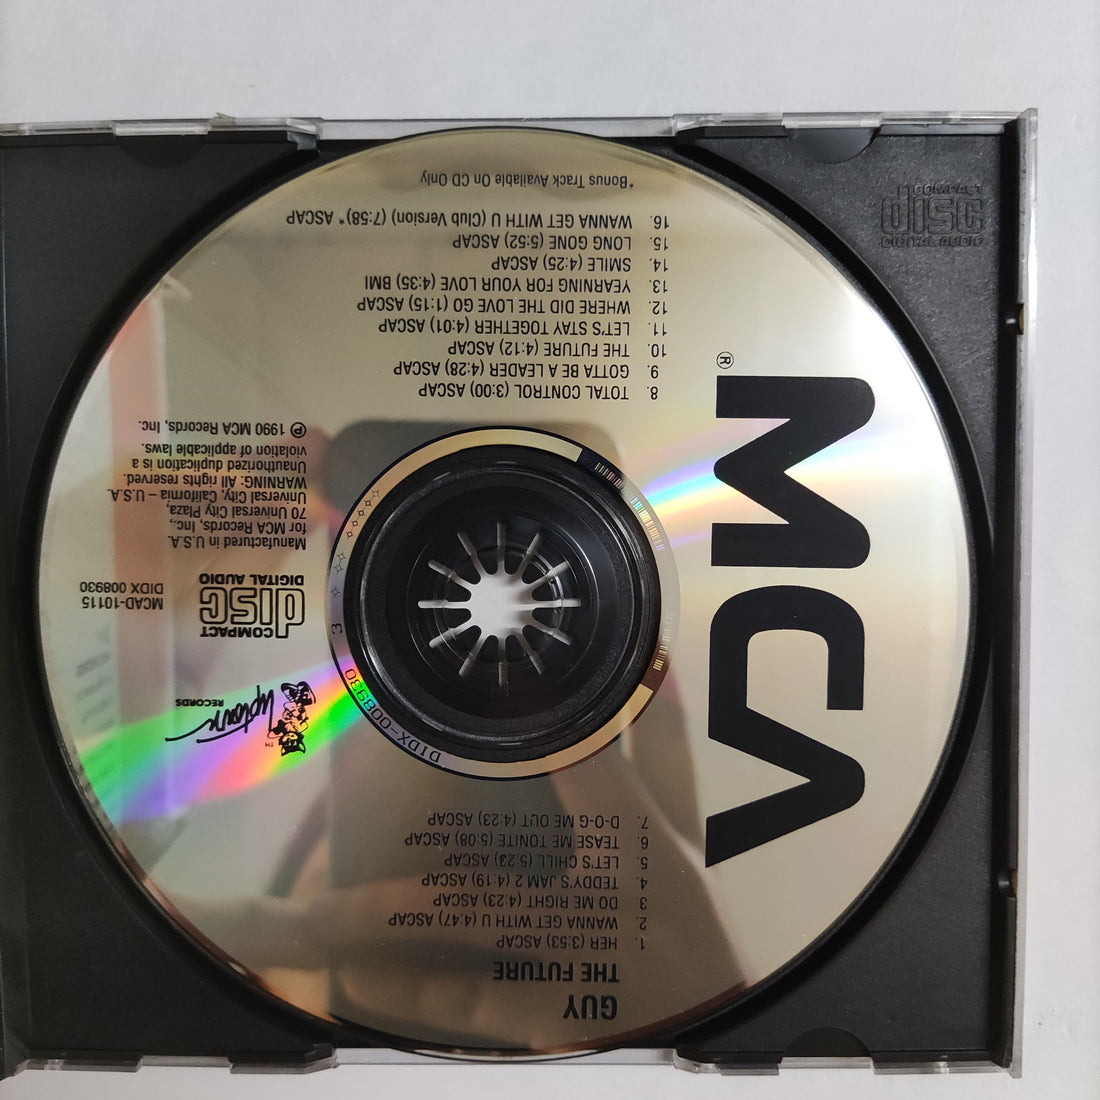 GUY
THE FUTURE
1. HER (3:53) ASCAP
2. WANNA GET WITH U (4:47) ASCAP
3. DO ME RIGHT (4:23) ASCAP
4. TEDDY'S JAM 2 (4:19) ASCAP
5. LET'S CHILL (5:23) ASCAP
6. TEASE ME TONITE (5:08) ASCAP
7. D-O-G ME OUT (4:23) ASCAP
MCA®
Uptown
RECORDS
TM
COMPACT
disc
DIGITAL AUDIO
MCAD-10115
DIDX 008930
Manufactured in U.S.A.
for MCA Records, Inc.,
70 Universal City Plaza,
Universal City, California – U.S.A.
WARNING: All rights reserved.
Unauthorized duplication is a
violation of applicable laws.
℗ 1990 MCA Records, Inc.
8. TOTAL CONTROL (3:00) ASCAP
9. GOTTA BE A LEADER (4:28) ASCAP
10. THE FUTURE (4:12) ASCAP
11. LET'S STAY TOGETHER (4:01) ASCAP
12. WHERE DID THE LOVE GO (1:15) ASCAP
13. YEARNING FOR YOUR LOVE (4:35) BMI
14. SMILE (4:25) ASCAP
15. LONG GONE (5:52) ASCAP
16. WANNA GET WITH U (Club Version) (7:58)* ASCAP
*Bonus Track Available On CD Only
DIDX-008930
3
COMPACT
disc
DIGITAL AUDIO